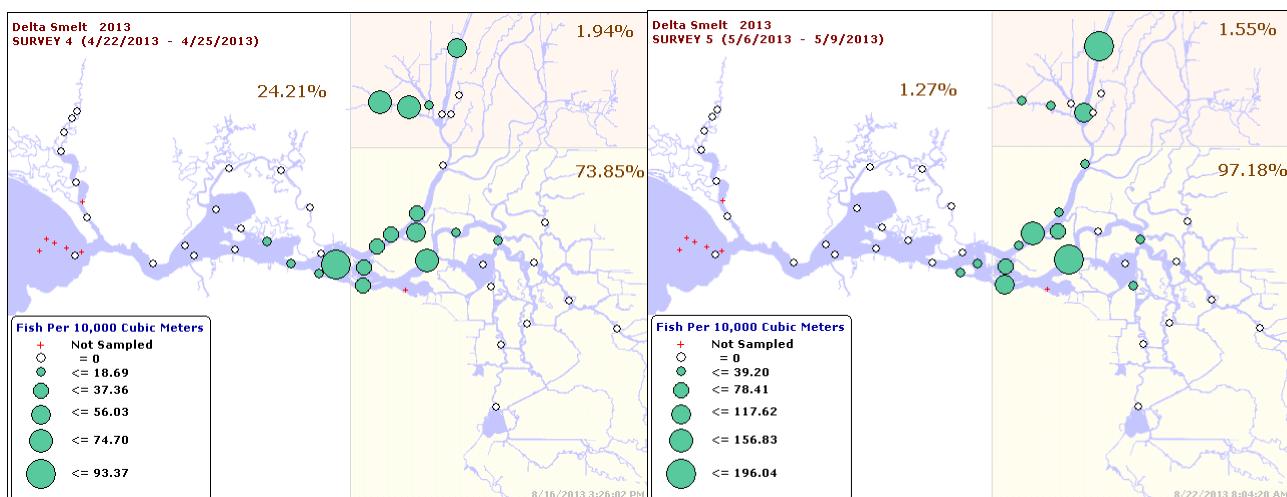 Delta Smelt 2013
SURVEY 4 (4/22/2013 - 4/25/2013)
1.94%
24.21%
73.85%
Fish Per 10,000 Cubic Meters
Not Sampled
= 0
<= 18.69
<= 37.36
<= 56.03
<= 74.70
<= 93.37
8/16/2013 3:26:02 PM
Delta Smelt 2013
SURVEY 5 (5/6/2013 - 5/9/2013)
1.55%
1.27%
97.18%
Fish Per 10,000 Cubic Meters
Not Sampled
= 0
<= 39.20
<= 78.41
<= 117.62
<= 156.83
<= 196.04
8/22/2013 8:04:20 AM